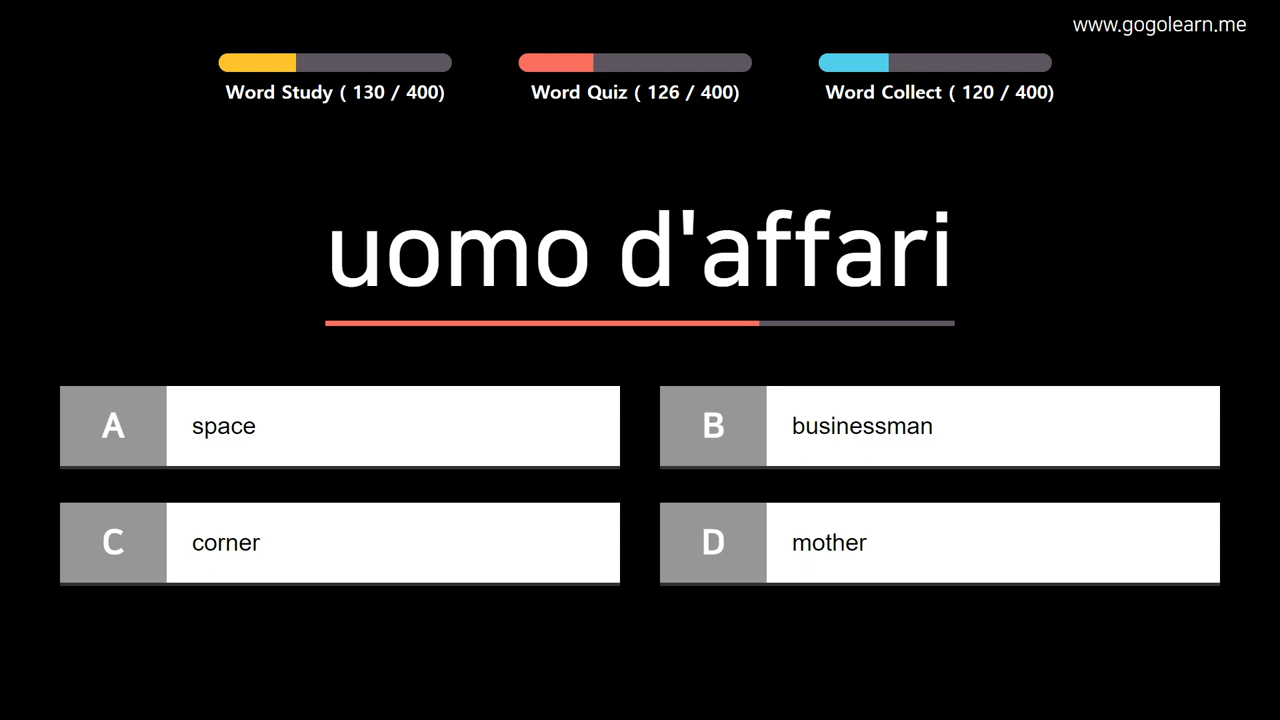 www.gogolearn.me
Word Study ( 130 / 400)
Word Quiz ( 126 / 400)
Word Collect ( 120 / 400)
uomo d'affari
A space
B businessman
C corner
D mother